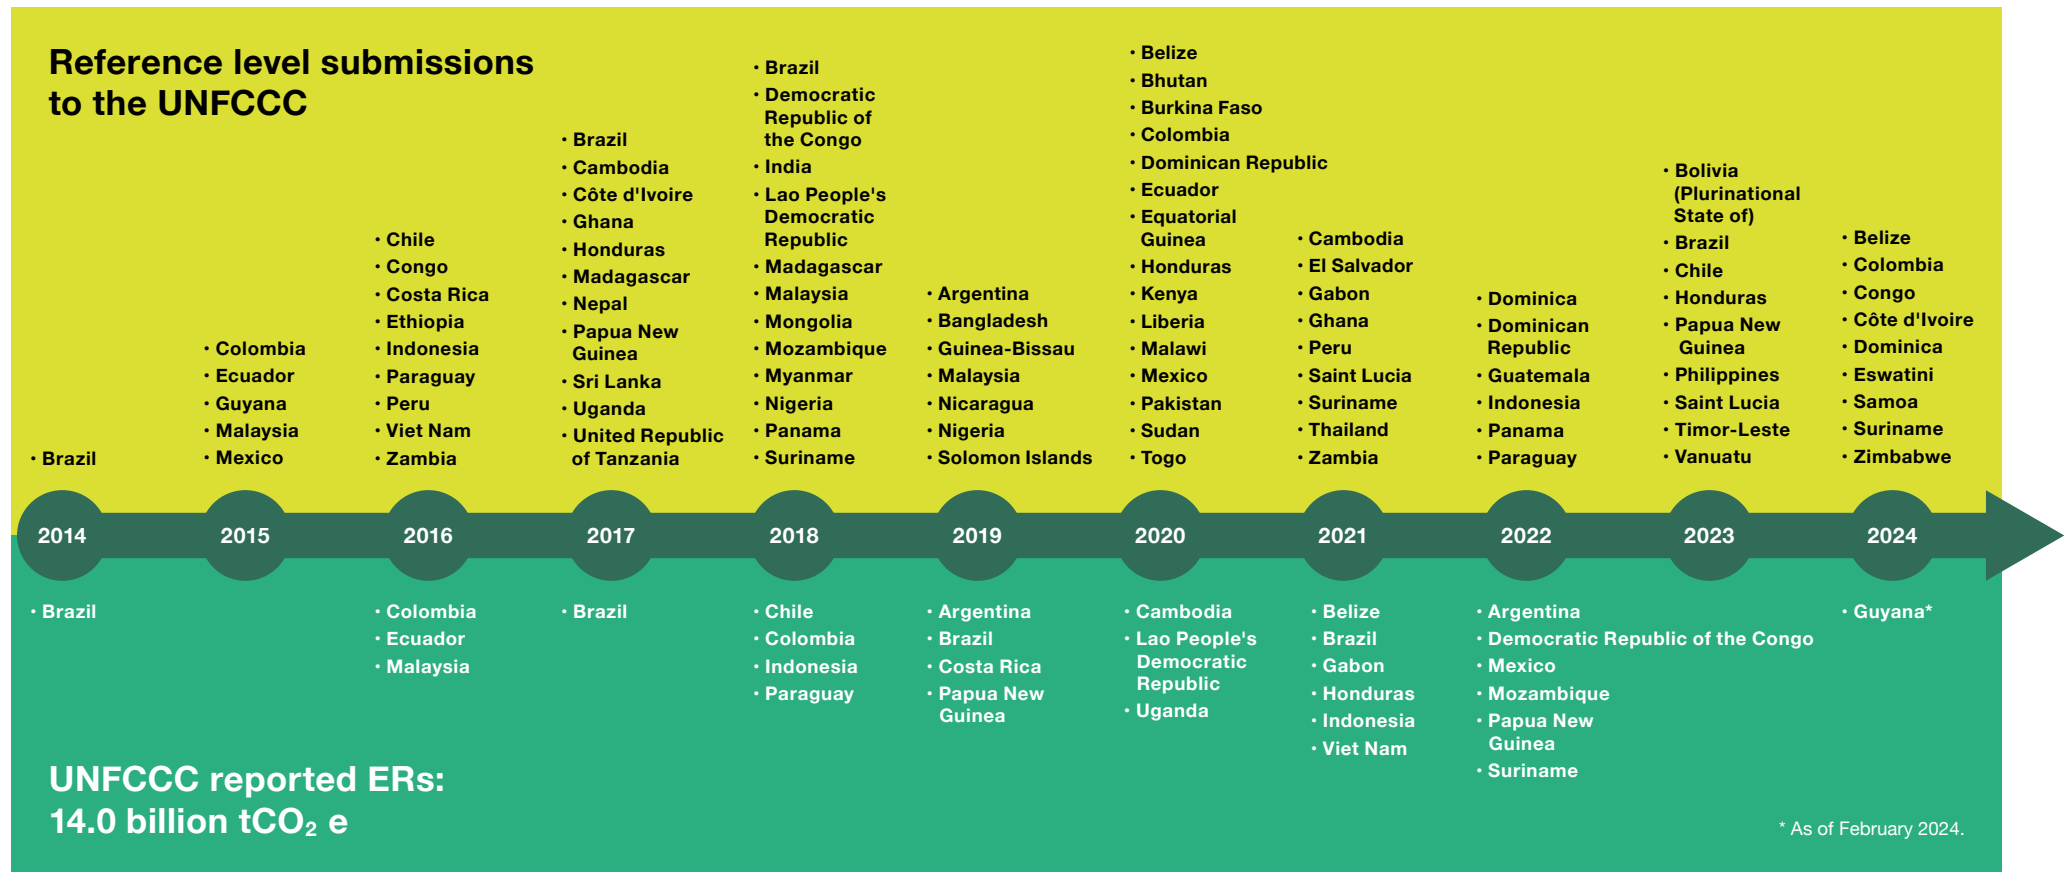 Reference level submissions
to the UNFCCC
· Brazil
· Colombia
· Ecuador
· Guyana
· Malaysia
· Mexico
· Chile
· Congo
· Costa Rica
· Ethiopia
· Indonesia
· Paraguay
· Peru
· Viet Nam
· Zambia
· Brazil
· Cambodia
· Côte d'Ivoire
· Ghana
· Honduras
· Madagascar
· Nepal
· Papua New
Guinea
· Sri Lanka
· Uganda
· United Republic
of Tanzania
· Brazil
· Democratic
Republic of
the Congo
· India
· Lao People's
Democratic
Republic
· Madagascar
· Malaysia
· Mongolia
· Mozambique
· Myanmar
· Nigeria
· Panama
· Suriname
· Argentina
· Bangladesh
· Guinea-Bissau
· Malaysia
· Nicaragua
· Nigeria
· Solomon Islands
· Belize
· Bhutan
· Burkina Faso
· Colombia
· Dominican Republic
· Ecuador
· Equatorial
Guinea
· Honduras
· Kenya
· Liberia
· Malawi
· Mexico
· Pakistan
· Sudan
· Togo
· Cambodia
· El Salvador
· Gabon
· Ghana
· Peru
· Saint Lucia
· Suriname
· Thailand
· Zambia
· Dominica
· Dominican
Republic
· Guatemala
· Indonesia
· Panama
· Paraguay
· Bolivia
(Plurinational
State of)
· Brazil
· Chile
· Honduras
· Papua New
Guinea
· Philippines
· Saint Lucia
· Timor-Leste
· Vanuatu
· Belize
· Colombia
· Congo
· Côte d'Ivoire
· Dominica
· Eswatini
· Samoa
· Suriname
· Zimbabwe
2014 2015 2016 2017 2018 2019 2020 2021 2022 2023 2024
· Brazil
· Colombia
· Ecuador
· Malaysia
· Brazil
· Chile
· Colombia
· Indonesia
· Paraguay
· Argentina
· Brazil
· Costa Rica
· Papua New
Guinea
· Cambodia
· Lao People's
Democratic
Republic
· Uganda
· Belize
· Brazil
· Gabon
· Honduras
· Indonesia
· Viet Nam
· Argentina
· Democratic Republic of the Congo
· Mexico
· Mozambique
· Papua New
Guinea
· Suriname
· Guyana*
UNFCCC reported ERs:
14.0 billion tCO₂ e
* As of February 2024.